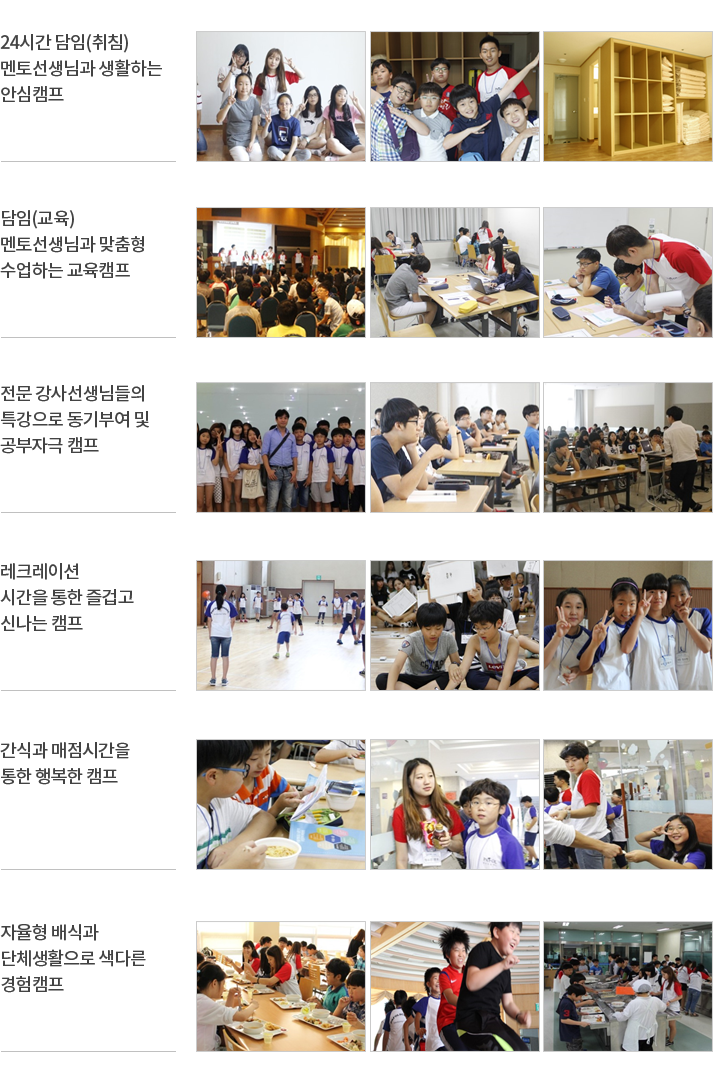 24시간 담임(취침)
멘토선생님과 생활하는
안심캠프
담임(교육)
멘토선생님과 맞춤형
수업하는 교육캠프
전문 강사선생님들의
특강으로 동기부여 및
공부자극 캠프
레크레이션
시간을 통한 즐겁고
신나는 캠프
간식과 매점시간을
통한 행복한 캠프
자율형 배식과
단체생활으로 색다른
경험캠프